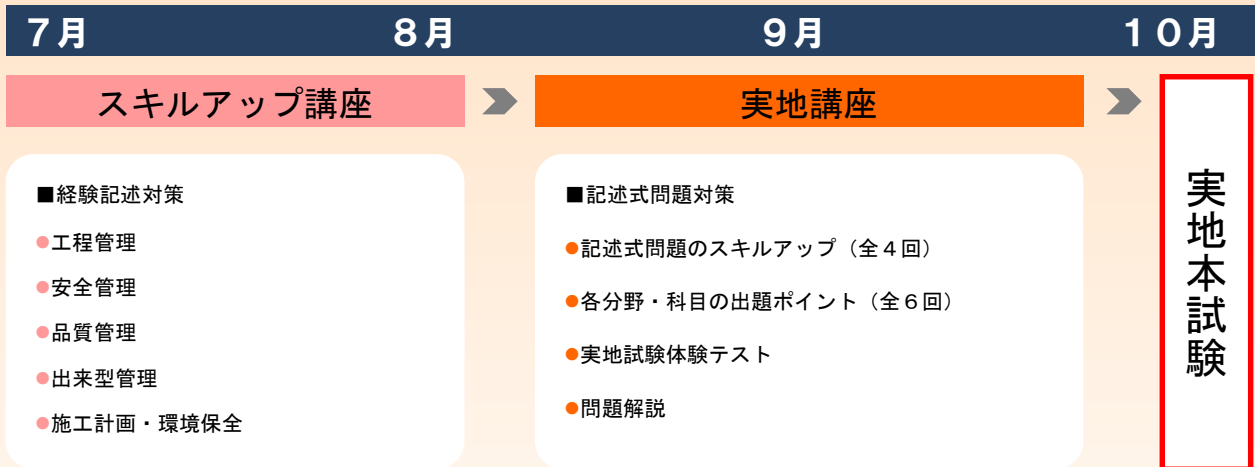 ７月 ８月 ９月 １０月
スキルアップ講座
実地講座
■経験記述対策
●工程管理
●安全管理
●品質管理
●出来型管理
●施工計画・環境保全
■記述式問題対策
●記述式問題のスキルアップ（全４回）
●各分野・科目の出題ポイント（全６回）
●実地試験体験テスト
●問題解説
実地本試験